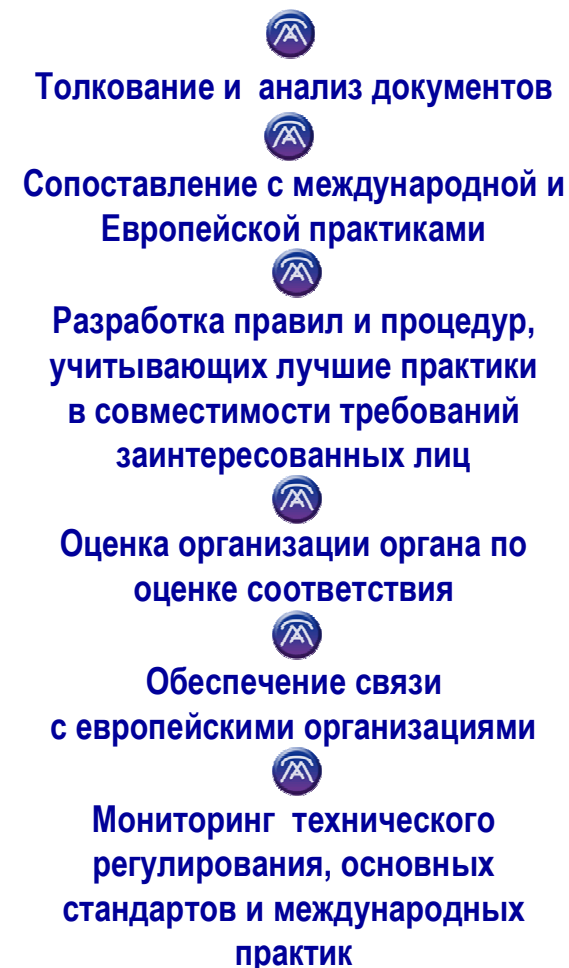 Толкование и анализ документов
Сопоставление с международной и
Европейской практиками
Разработка правил и процедур,
учитывающих лучшие практики
в совместимости требований
заинтересованных лиц
Оценка организации органа по
оценке соответствия
Обеспечение связи
с европейскими организациями
Мониторинг технического
регулирования, основных
стандартов и международных
практик